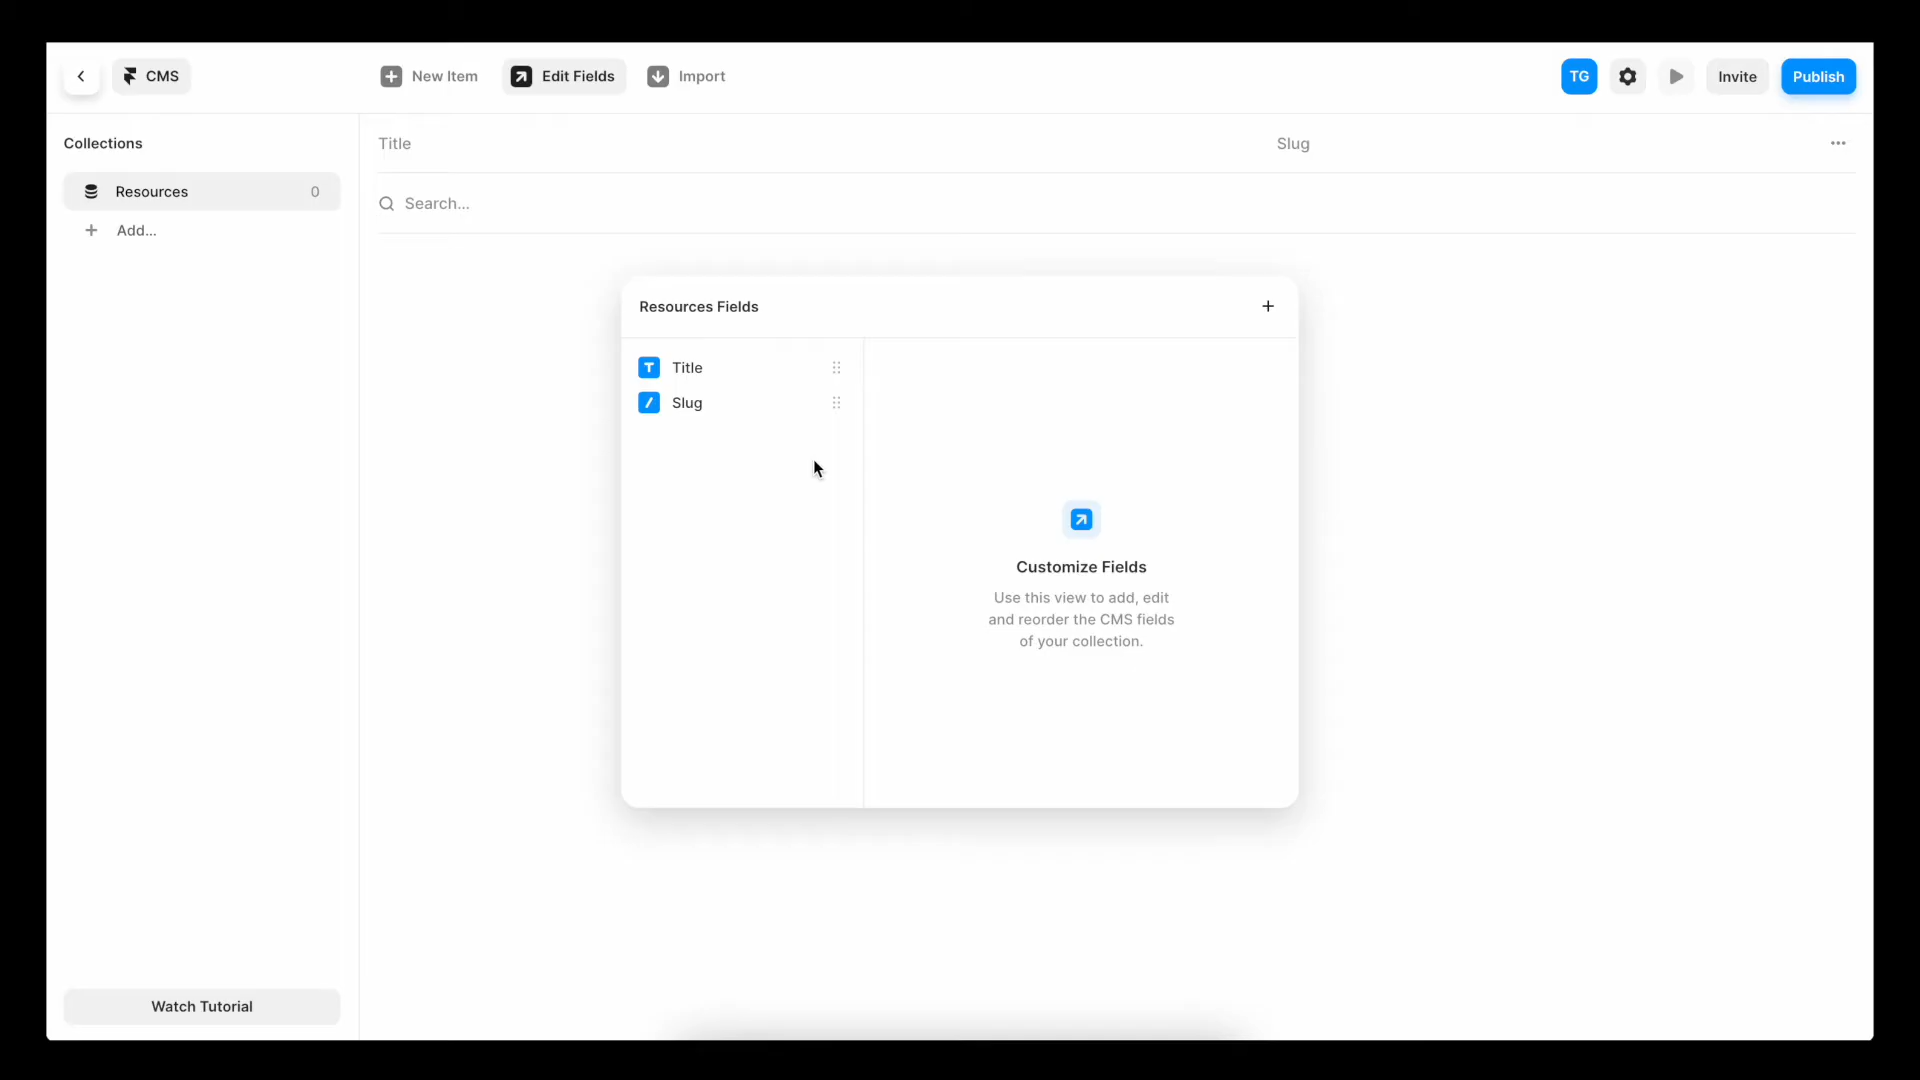 CMS
New Item
Edit Fields
Import
TG
Invite
Publish
Collections
Title
Slug
Resources
0
Search...
Add...
Resources Fields
T
Title
Slug
Customize Fields
Use this view to add, edit
and reorder the CMS fields
of your collection.
Watch Tutorial